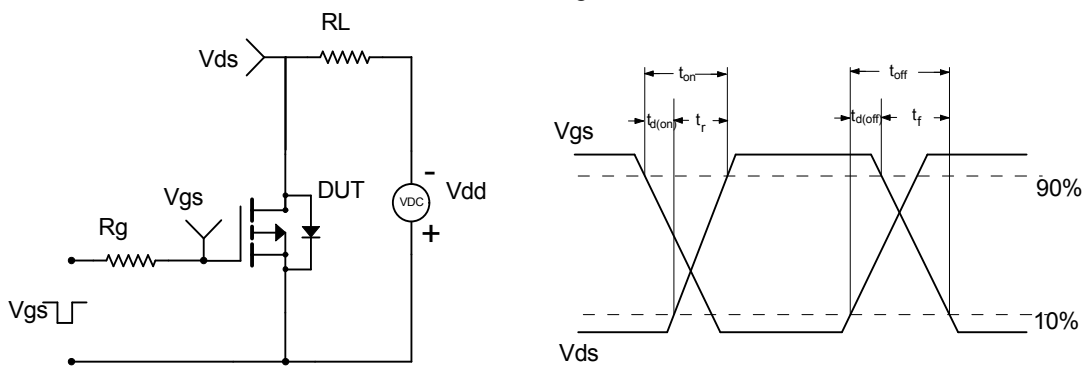 RL
Vds
Vgs
DUT
Rg
VDC
-
+
Vdd
Vgs
ton
toff
td(on)
tr
td(off)
tf
Vgs
90%
10%
Vds